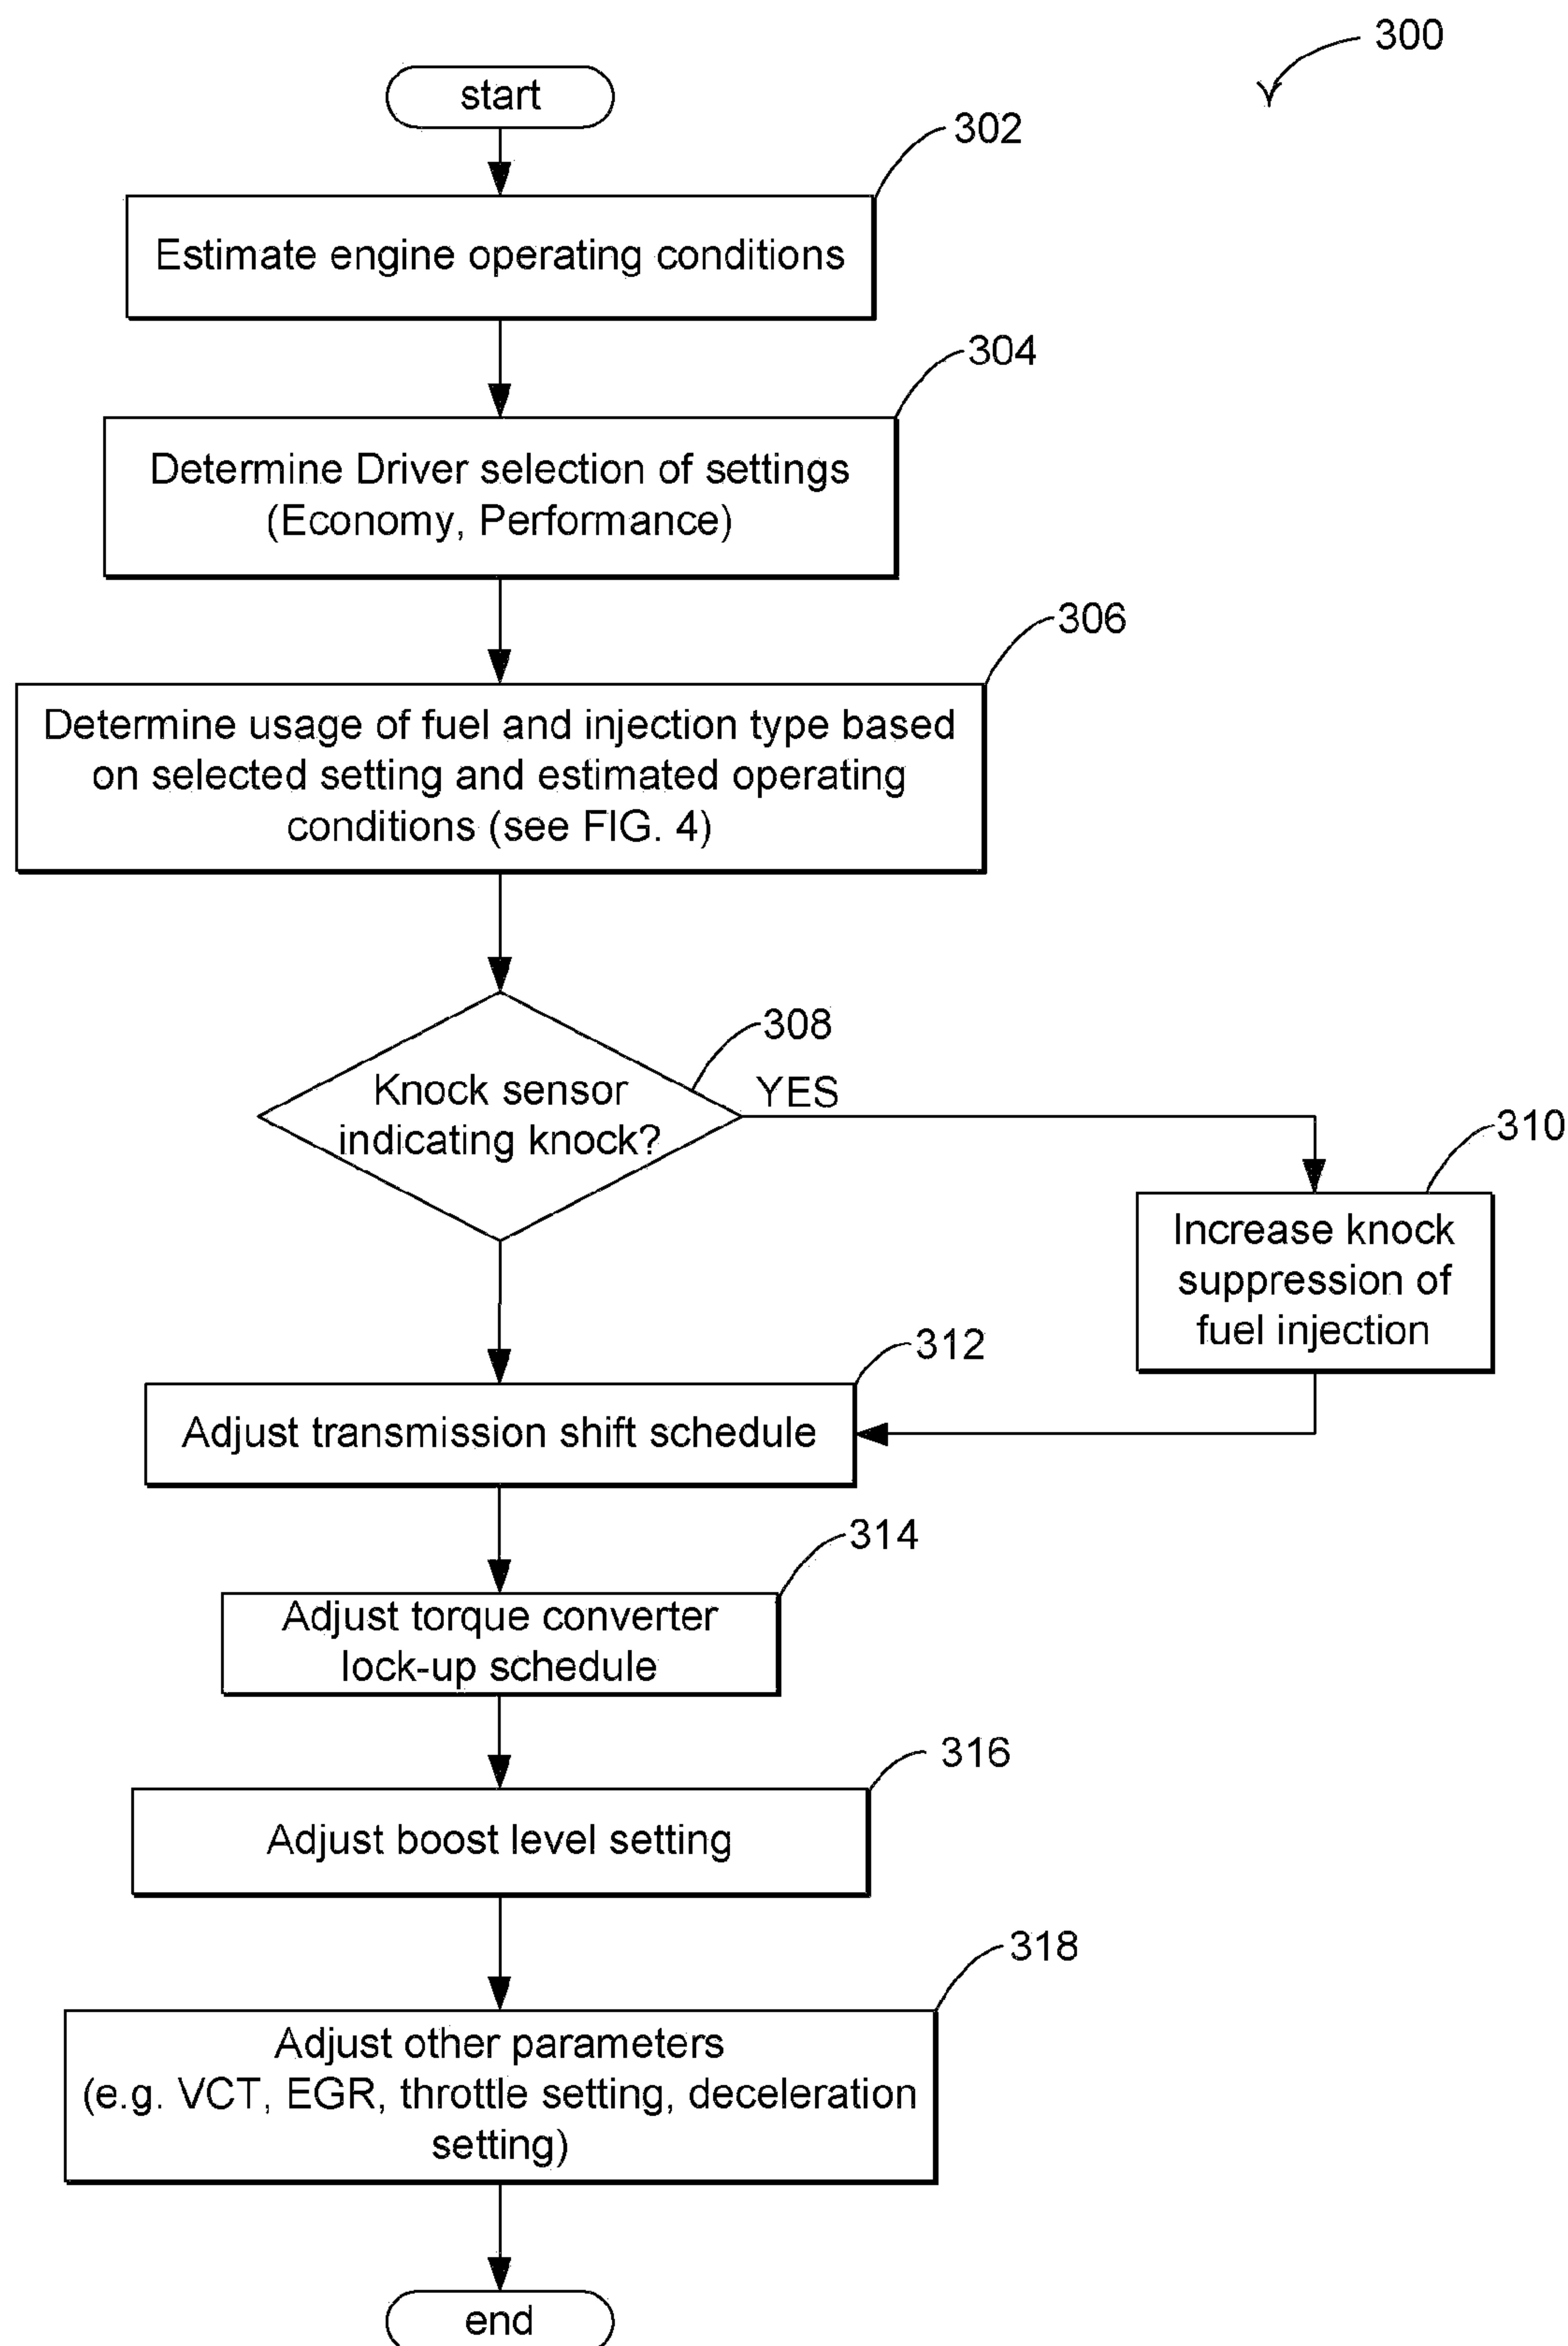 300
start
302
Estimate engine operating conditions
304
Determine Driver selection of settings
(Economy, Performance)
306
Determine usage of fuel and injection type based
on selected setting and estimated operating
conditions (see FIG. 4)
308
Knock sensor
indicating knock?
YES
310
Increase knock
suppression of
fuel injection
312
Adjust transmission shift schedule
314
Adjust torque converter
lock-up schedule
316
Adjust boost level setting
318
Adjust other parameters
(e.g. VCT, EGR, throttle setting, deceleration
setting)
end